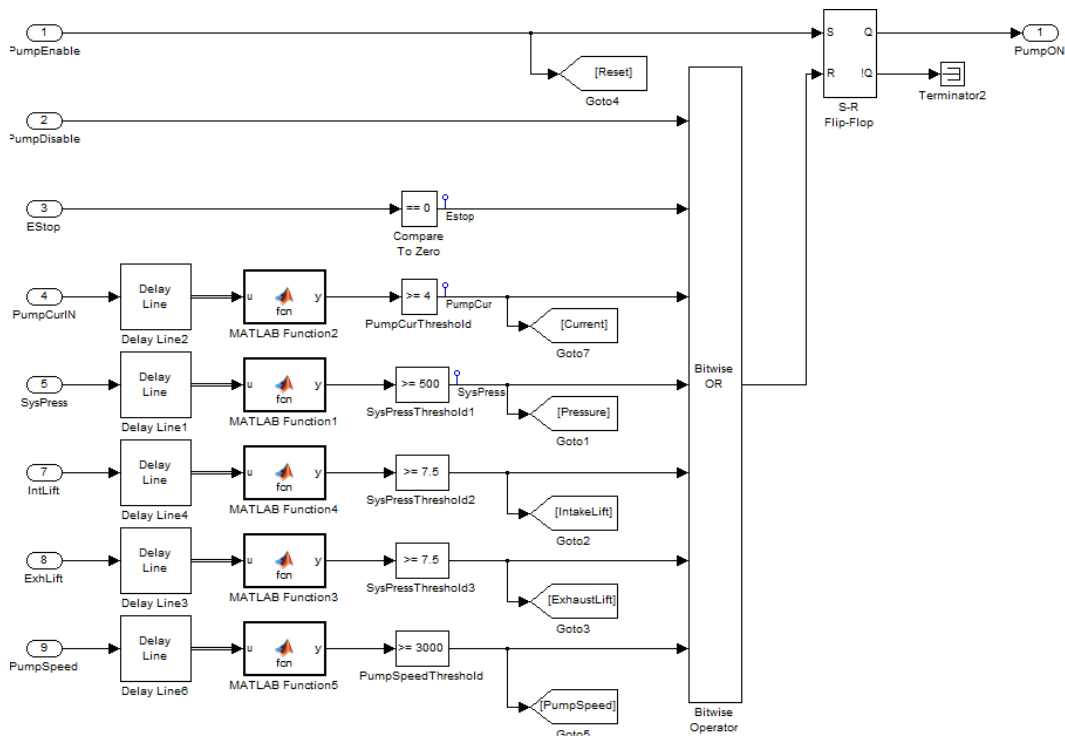 1
PumpEnable
[Reset]
Goto4
S
Q
R
!Q
S-R
Flip-Flop
1
PumpON
Terminator2
2
PumpDisable
3
EStop
== 0
Estop
Compare
To Zero
4
PumpCurIN
Delay
Line
Delay Line2
u
y
fcn
MATLAB Function2
>= 4
PumpCur
PumpCurThreshold
[Current]
Goto7
Bitwise
OR
5
SysPress
Delay
Line
Delay Line1
u
y
fcn
MATLAB Function1
>= 500
SysPress
SysPressThreshold1
[Pressure]
Goto1
7
IntLift
Delay
Line
Delay Line4
u
y
fcn
MATLAB Function4
>= 7.5
SysPressThreshold2
[IntakeLift]
Goto2
8
ExhLift
Delay
Line
Delay Line3
u
y
fcn
MATLAB Function3
>= 7.5
SysPressThreshold3
[ExhaustLift]
Goto3
9
PumpSpeed
Delay
Line
Delay Line6
u
y
fcn
MATLAB Function5
>= 3000
PumpSpeedThreshold
[PumpSpeed]
Goto5
Bitwise
Operator